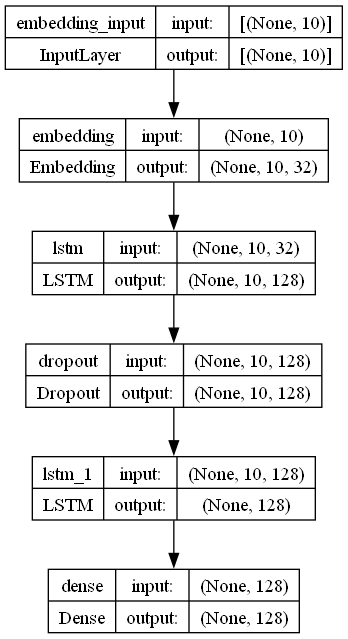 embedding_input input: [(None, 10)]
InputLayer output: [(None, 10)]
embedding input: (None, 10)
Embedding output: (None, 10, 32)
lstm input: (None, 10, 32)
LSTM output: (None, 10, 128)
dropout input: (None, 10, 128)
Dropout output: (None, 10, 128)
lstm_1 input: (None, 10, 128)
LSTM output: (None, 128)
dense input: (None, 128)
Dense output: (None, 128)